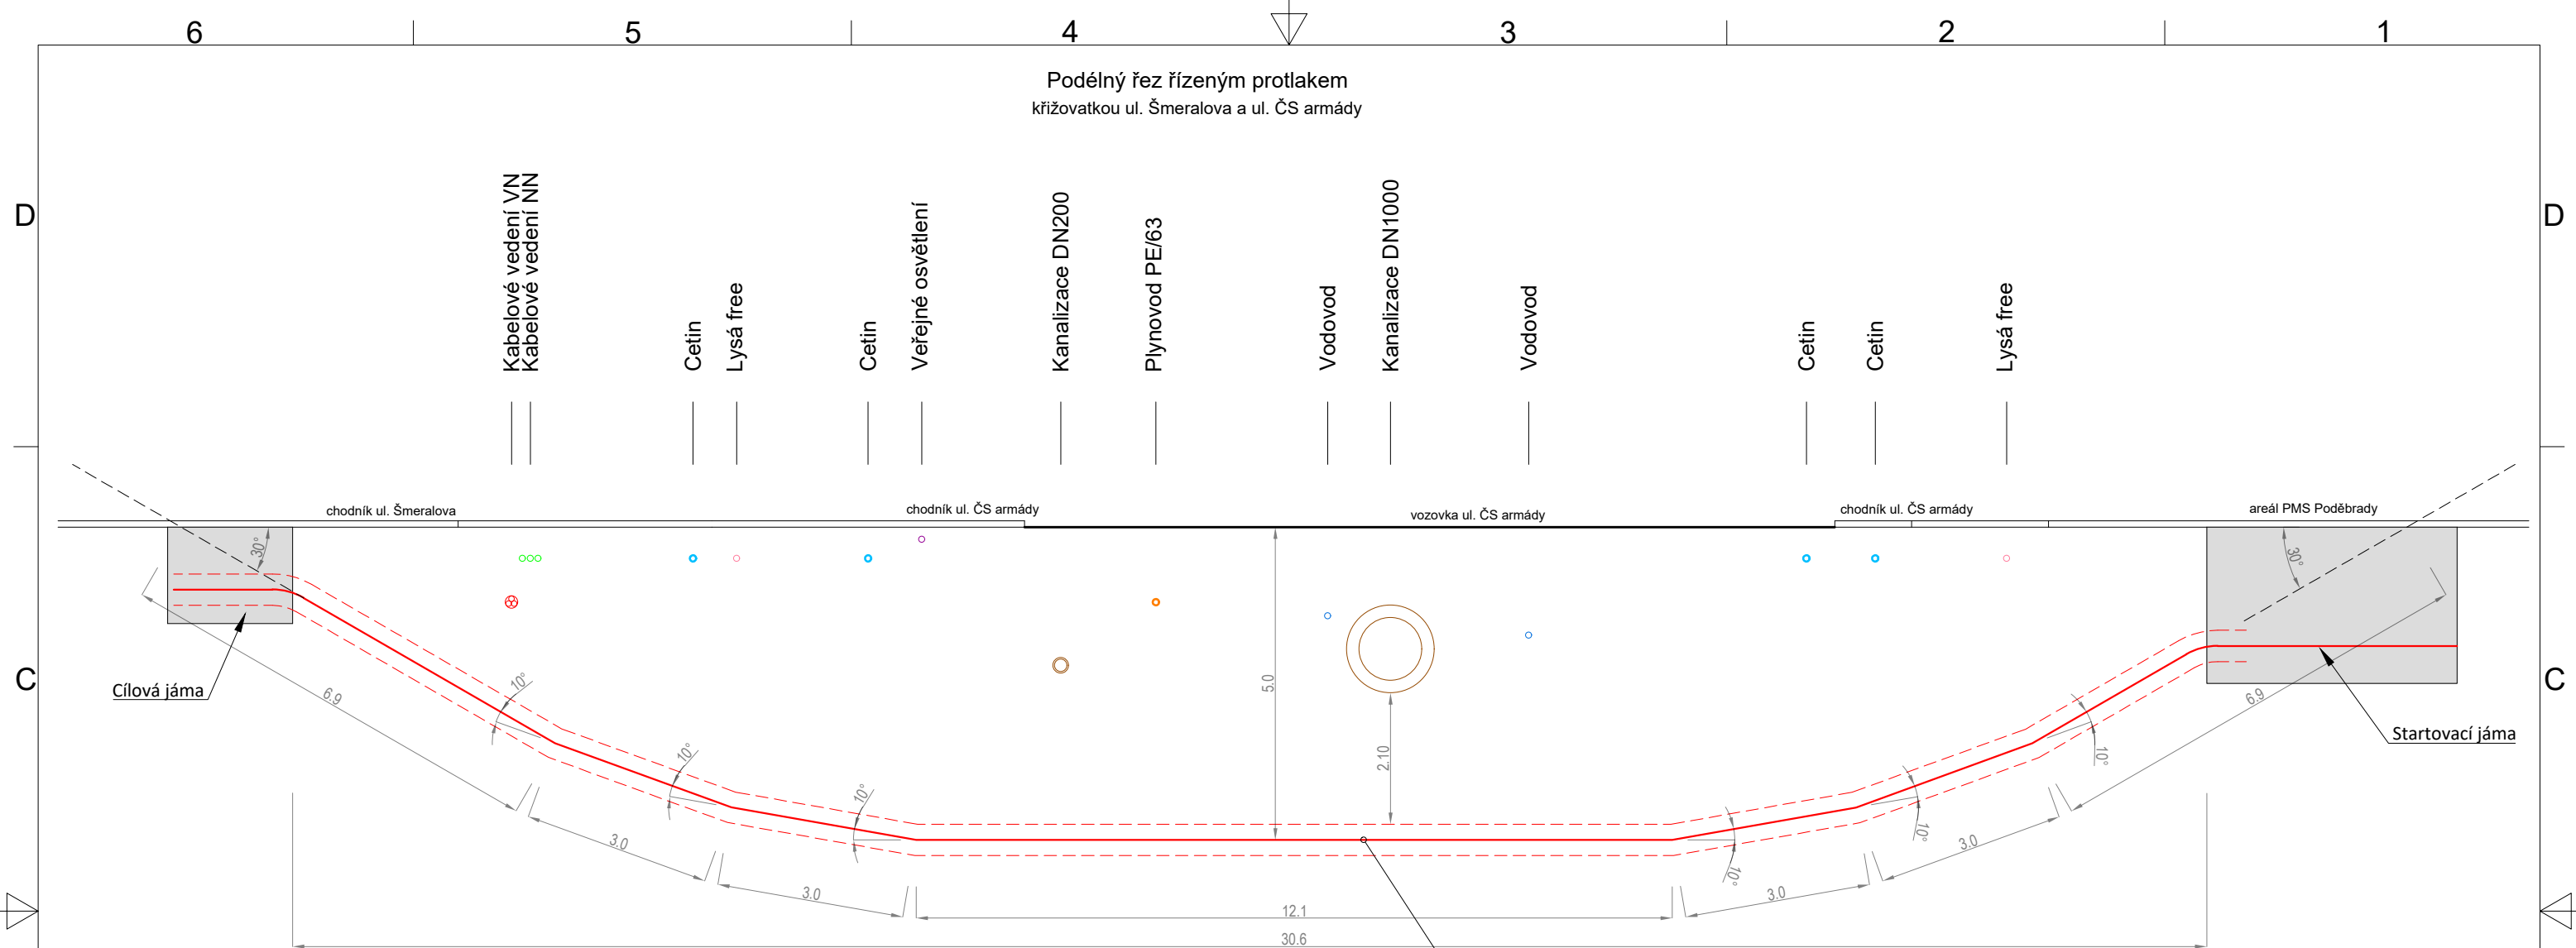 6 5 4 3 2 1
Podélný řez řízeným protlakem
křižovatkou ul. Šmeralova a ul. ČS armády
D
D
Kabelové vedení VN
Kabelové vedení NN
Cetin
Lysá free
Cetin
Veřejné osvětlení
Kanalizace DN200
Plynovod PE/63
Vodovod
Kanalizace DN1000
Vodovod
Cetin
Cetin
Lysá free
chodník ul. Šmeralova
chodník ul. ČS armády
vozovka ul. ČS armády
chodník ul. ČS armády
areál PMS Poděbrady
30°
30°
C
C
Cílová jáma
Startovací jáma
6.9
10°
10°
10°
5.0
2.10
10°
10°
10°
6.9
3.0
3.0
3.0
3.0
12.1
30.6